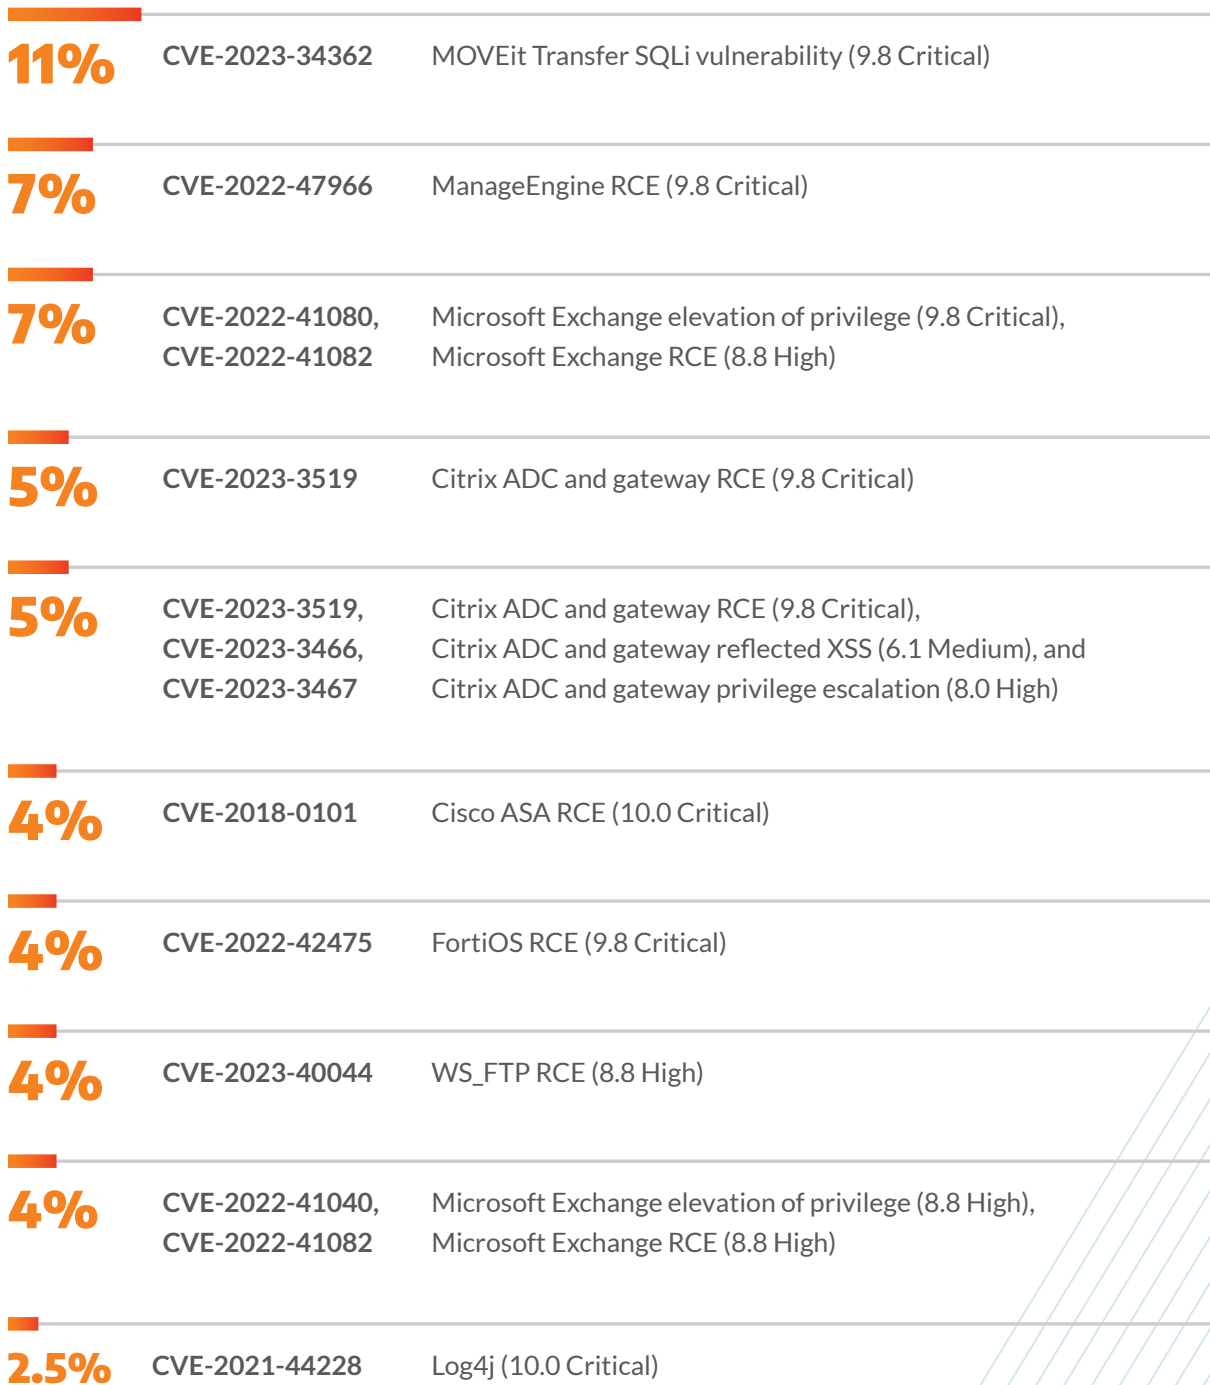 11% CVE-2023-34362 MOVEit Transfer SQLi vulnerability (9.8 Critical)
7% CVE-2022-47966 ManageEngine RCE (9.8 Critical)
7% CVE-2022-41080, Microsoft Exchange elevation of privilege (9.8 Critical),
CVE-2022-41082 Microsoft Exchange RCE (8.8 High)
5% CVE-2023-3519 Citrix ADC and gateway RCE (9.8 Critical)
5% CVE-2023-3519, Citrix ADC and gateway RCE (9.8 Critical),
CVE-2023-3466, Citrix ADC and gateway reflected XSS (6.1 Medium), and
CVE-2023-3467 Citrix ADC and gateway privilege escalation (8.0 High)
4% CVE-2018-0101 Cisco ASA RCE (10.0 Critical)
4% CVE-2022-42475 FortiOS RCE (9.8 Critical)
4% CVE-2023-40044 WS_FTP RCE (8.8 High)
4% CVE-2022-41040, Microsoft Exchange elevation of privilege (8.8 High),
CVE-2022-41082 Microsoft Exchange RCE (8.8 High)
2.5% CVE-2021-44228 Log4j (10.0 Critical)